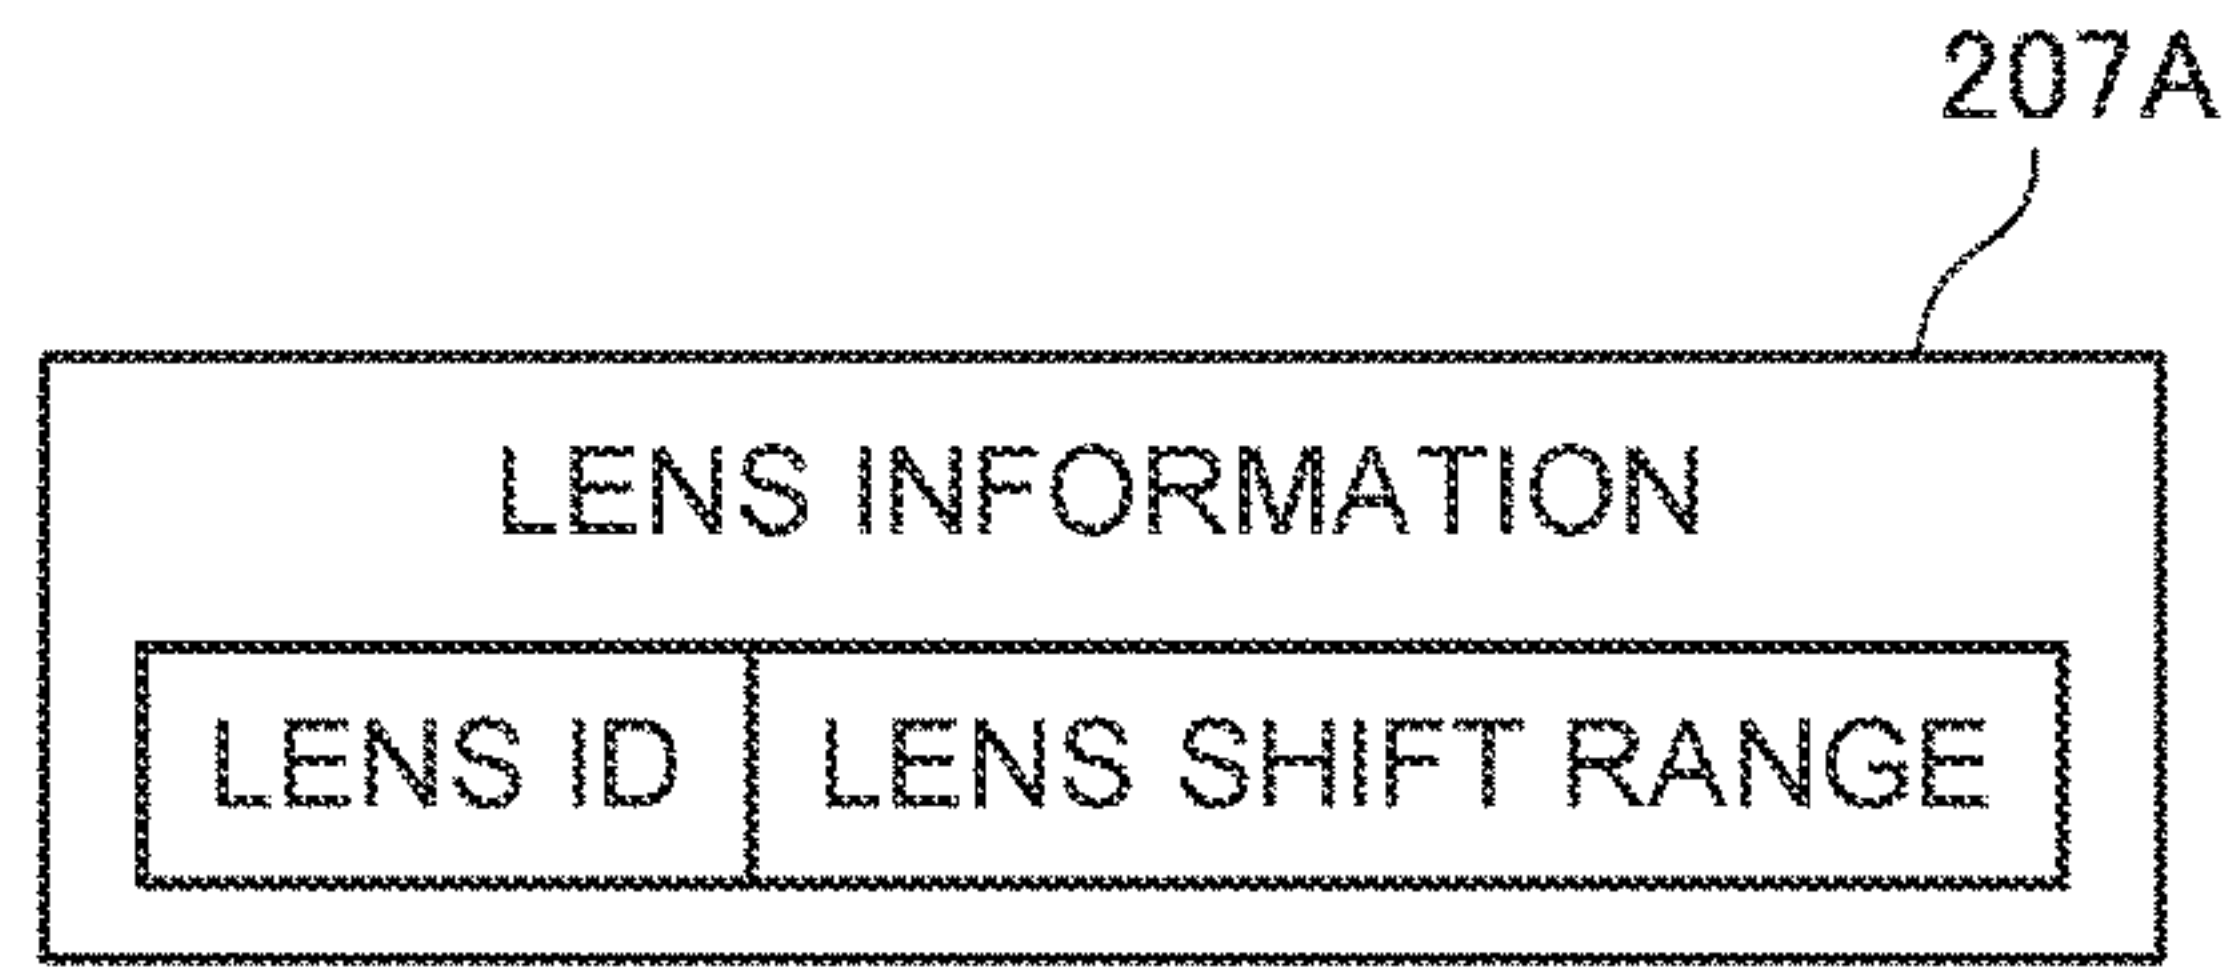 207A
LENS INFORMATION
LENS ID LENS SHIFT RANGE